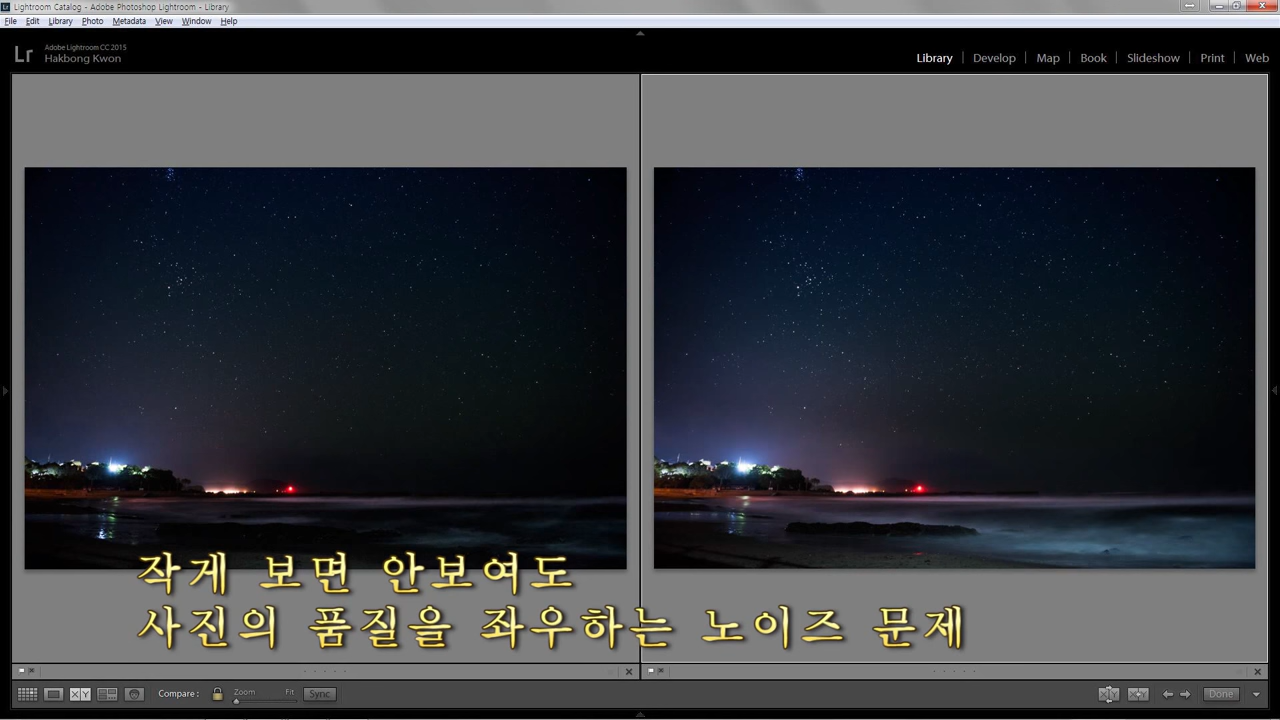 Lightroom Catalog - Adobe Photoshop Lightroom - Library
File Edit Library Photo Metadata View Window Help
Lr
Adobe Lightroom CC 2015
Hakbong Kwon
Library Develop Map Book Slideshow Print Web
작게 보면 안보여도
사진의 품질을 좌우하는 노이즈 문제
X Y Compare : Zoom Fit Sync Done